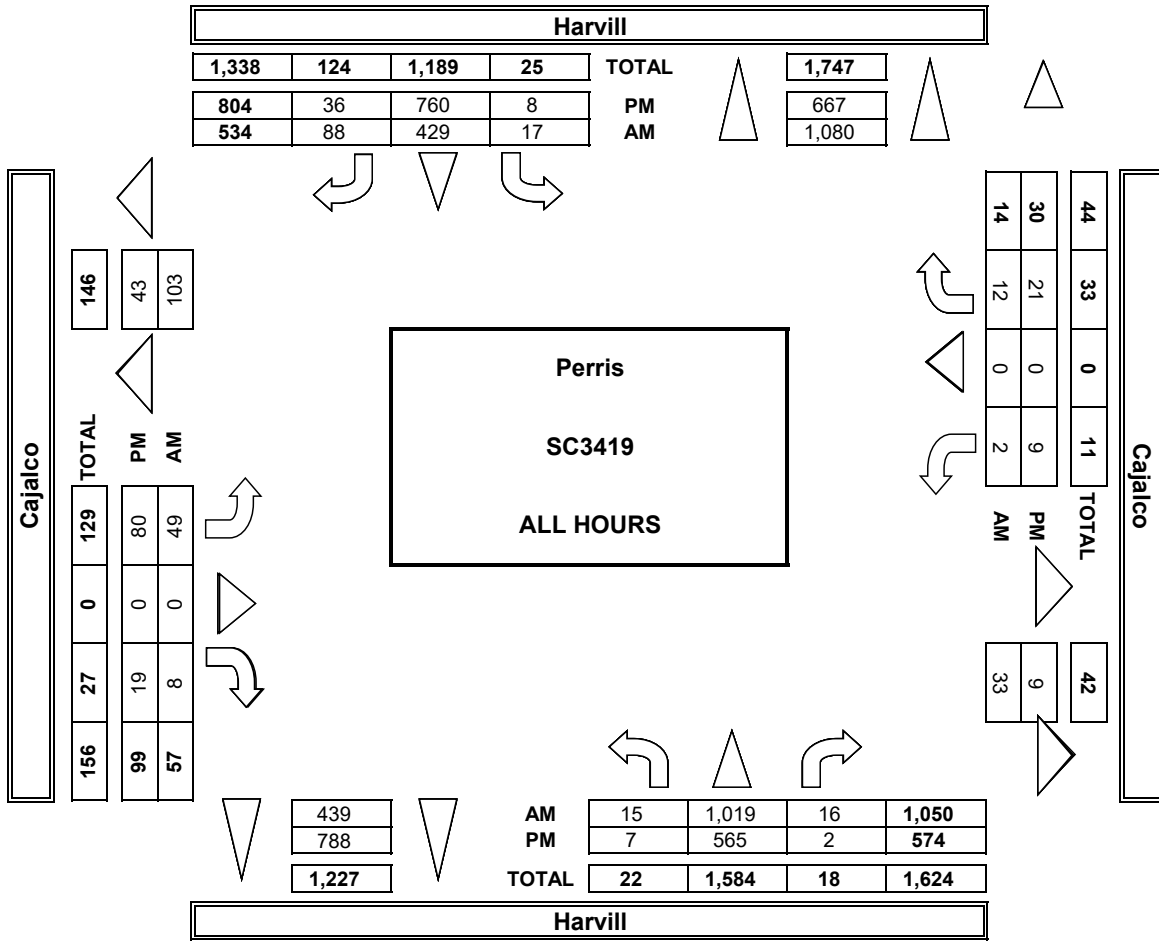 Harvill
1,338 124 1,189 25 TOTAL 1,747
804 36 760 8 PM 667
534 88 429 17 AM 1,080
Cajalco
146
43
103
TOTAL
PM
AM
129 0 27 156
80 0 19 99
49 0 8 57
Perris
SC3419
ALL HOURS
44 33 0 11 TOTAL
30 21 0 9 PM
14 12 0 2 AM
42
9
33
Cajalco
439 AM 15 1,019 16 1,050
788 PM 7 565 2 574
1,227 TOTAL 22 1,584 18 1,624
Harvill